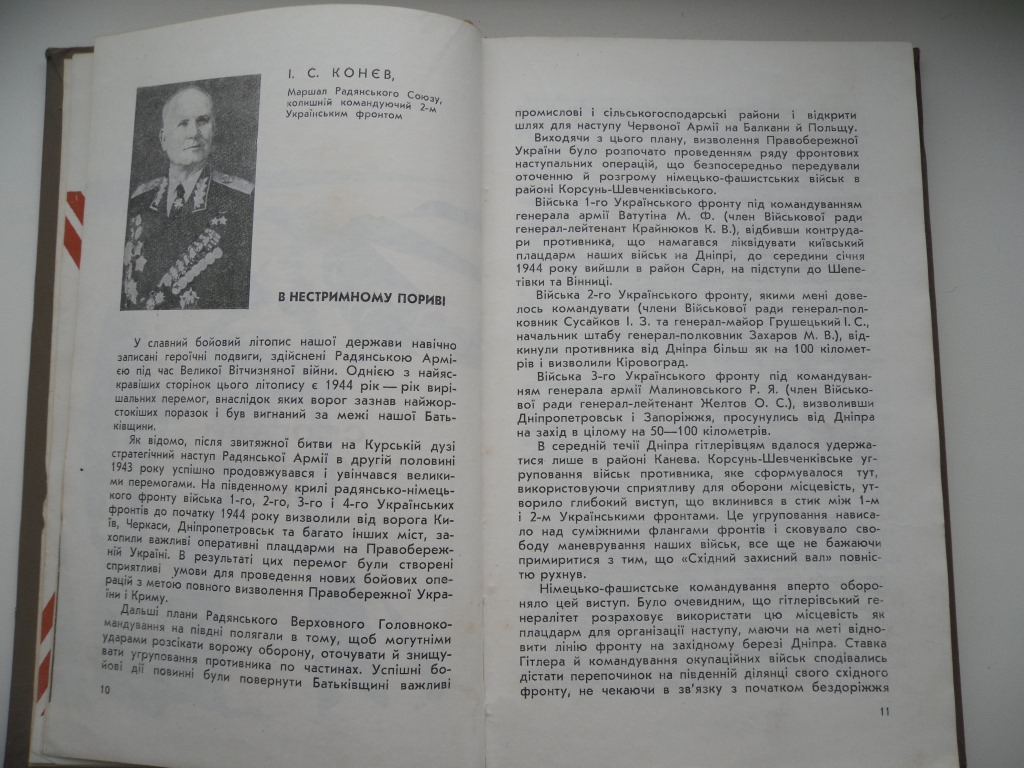 І. С. КОНЄВ,
Маршал Радянського Союзу,
колишній командуючий 2-м
Українським фронтом
В НЕСТРИМНОМУ ПОРИВІ
У славний бойовий літопис нашої держави навічно
записані героїчні подвиги, здійснені Радянською Армі-
єю під час Великої Вітчизняної війни. Однією з найяс-
кравіших сторінок цього літопису є 1944 рік — рік вирі-
шальних перемог, внаслідок яких ворог зазнав найжор-
стокіших поразок і був вигнаний за межі нашої Бать-
ківщини.
Як відомо, після звитяжної битви на Курській дузі
стратегічний наступ Радянської Армії в другій половині
1943 року успішно продовжувався і увінчався велики-
ми перемогами. На південному крилі радянсько-німець-
кого фронту війська 1-го, 2-го, 3-го і 4-го Українських
фронтів до початку 1944 року визволили від ворога Ки-
їв, Черкаси, Дніпропетровськ та багато інших міст, за-
хопили важливі оперативні плацдарми на Правобереж-
ній Україні. В результаті цих перемог були створені
сприятливі умови для проведення нових бойових опе-
рацій з метою повного визволення Правобережної Укра-
їни і Криму.
Дальші плани Радянського Верховного Головноко-
мандування на півдні полягали в тому, щоб могутніми
ударами розсікати ворожу оборону, оточувати й знищу-
вати угруповання противника по частинах. Успішні бо-
йові дії повинні були повернути Батьківщині важливі
10
промислові і сільськогосподарські райони і відкрити
шлях для наступу Червоної Армії на Балкани й Польщу.
Виходячи з цього плану, визволення Правобережної
України було розпочато проведенням ряду фронтових
наступальних операцій, що безпосередньо передували
оточенню й розгрому німецько-фашистських військ в
районі Корсунь-Шевченківського.
Війська 1-го Українського фронту під командуванням
генерала армії Ватутіна М. Ф. (член Військової ради
генерал-лейтенант Крайнюков К. В.), відбивши контруда-
ри противника, що намагався ліквідувати київський
плацдарм наших військ на Дніпрі, до середини січня
1944 року вийшли в район Сарн, на підступи до Шепе-
тівки та Вінниці.
Війська 2-го Українського фронту, якими мені дове-
лось командувати (члени Військової ради генерал-пол-
ковник Сусайков І. З. та генерал-майор Грушецький І. С.,
начальник штабу генерал-полковник Захаров М. В.), від-
кинули противника від Дніпра більш як на 100 кіломет-
рів і визволили Кіровоград.
Війська 3-го Українського фронту під командуван-
ням генерала армії Малиновського Р. Я. (член Військо-
вої ради генерал-лейтенант Желтов О. С.), визволивши
Дніпропетровськ і Запоріжжя, просунулись від Дніпра
на захід в цілому на 50—100 кілометрів.
В середній течії Дніпра гітлерівцям вдалося удержа-
тися лише в районі Канева. Корсунь-Шевченківське уг-
руповання військ противника, яке сформувалося тут,
використовуючи сприятливу для оборони місцевість, ут-
ворило глибокий виступ, що вклинився в стик між 1-м
і 2-м Українськими фронтами. Це угруповання нависа-
ло над суміжними флангами фронтів і сковувало сво-
боду маневрування наших військ, все ще не бажаючи
примиритися з тим, що «Східний захисний вал» повніс-
тю рухнув.
Німецько-фашистське командування вперто оборо-
няло цей виступ. Було очевидним, що гітлерівський ге-
нералітет розраховує використати цю місцевість як
плацдарм для організації наступу, маючи на меті відно-
вити лінію фронту на західному березі Дніпра. Ставка
Гітлера й командування окупаційних військ сподівались
дістати перепочинок на південній ділянці свого східного
фронту, не чекаючи в зв'язку з початком бездоріжжя
11